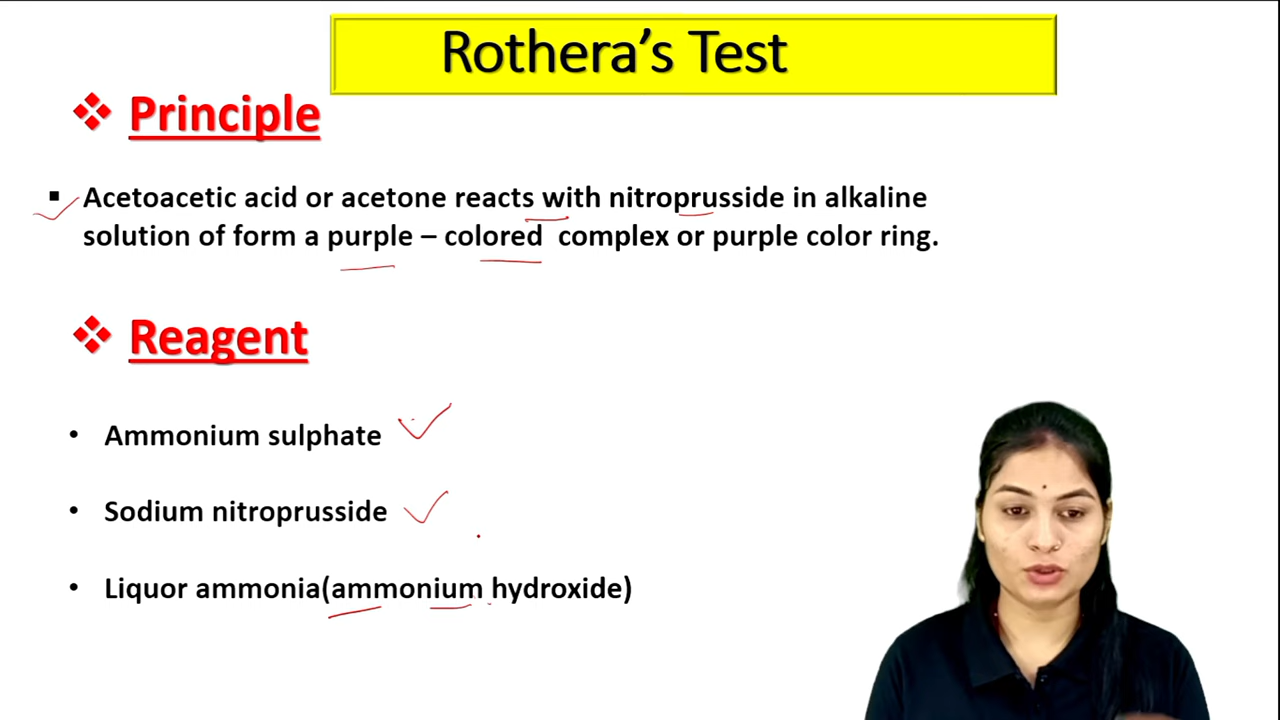 Rothera's Test
❖ Principle
▪ Acetoacetic acid or acetone reacts with nitroprusside in alkaline
solution of form a purple – colored complex or purple color ring.
❖ Reagent
• Ammonium sulphate
• Sodium nitroprusside
• Liquor ammonia(ammonium hydroxide)